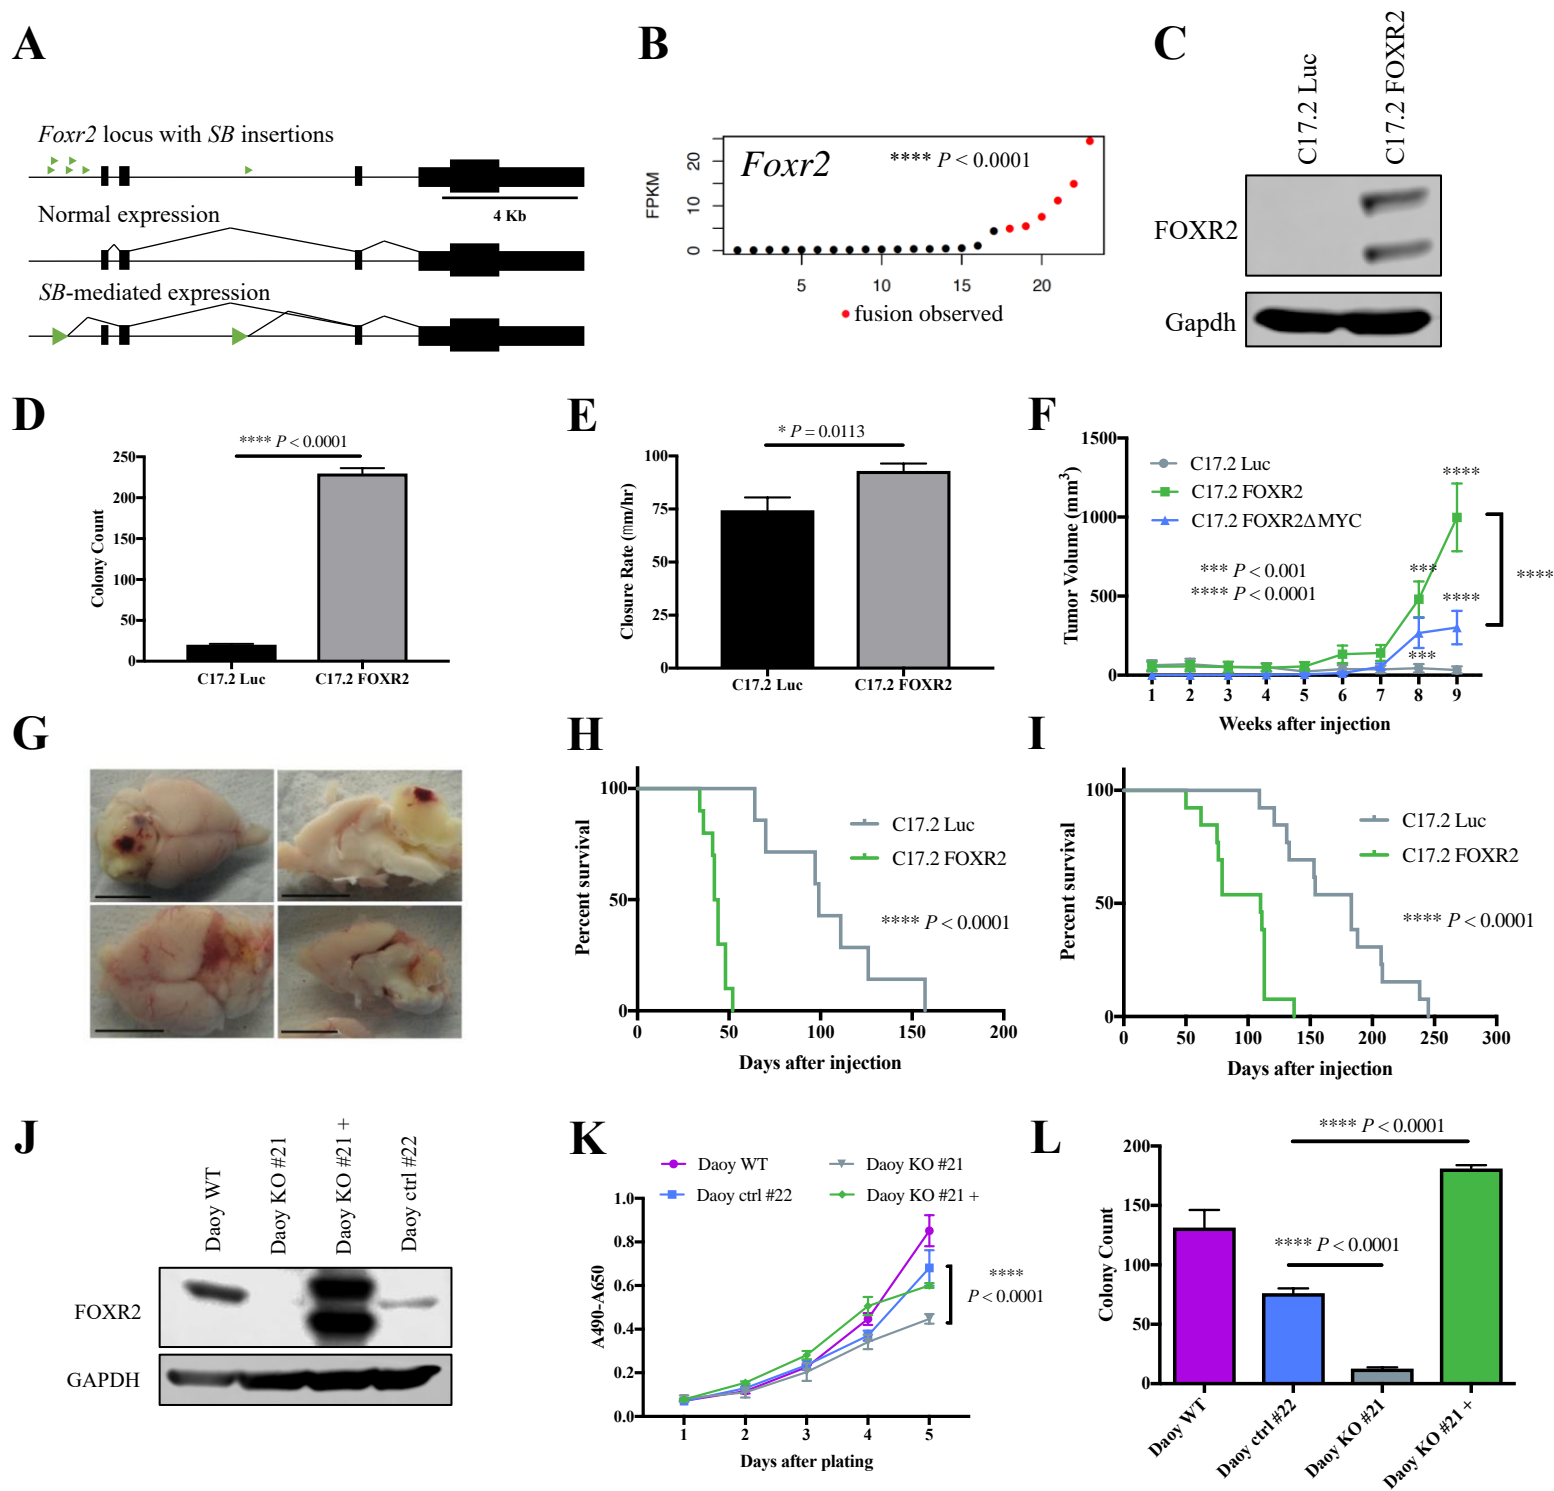 A
Foxr2 locus with SB insertions
4 Kb
Normal expression
SB-mediated expression
B
Foxr2
**** P < 0.0001
FPKM
0
10
20
5
10
15
20
fusion observed
C
C17.2 Luc
C17.2 FOXR2
FOXR2
Gapdh
D
**** P < 0.0001
Colony Count
250
200
150
100
50
0
C17.2 Luc
C17.2 FOXR2
E
* P = 0.0113
Closure Rate (mm/hr)
100
75
50
25
0
C17.2 Luc
C17.2 FOXR2
F
Tumor Volume (mm3)
1500
1000
500
0
C17.2 Luc
C17.2 FOXR2
C17.2 FOXR2ΔMYC
*** P < 0.001
**** P < 0.0001
****
***
****
***
****
1 2 3 4 5 6 7 8 9
Weeks after injection
G
H
Percent survival
100
50
0
C17.2 Luc
C17.2 FOXR2
**** P < 0.0001
0 50 100 150 200
Days after injection
I
Percent survival
100
50
0
C17.2 Luc
C17.2 FOXR2
**** P < 0.0001
0 50 100 150 200 250 300
Days after injection
J
Daoy WT
Daoy KO #21
Daoy KO #21 +
Daoy ctrl #22
FOXR2
GAPDH
K
Daoy WT
Daoy KO #21
Daoy ctrl #22
Daoy KO #21 +
A490-A650
1.0
0.8
0.6
0.4
0.2
0.0
****
P < 0.0001
1 2 3 4 5
Days after plating
L
**** P < 0.0001
**** P < 0.0001
Colony Count
200
150
100
50
0
Daoy WT
Daoy ctrl #22
Daoy KO #21
Daoy KO #21 +